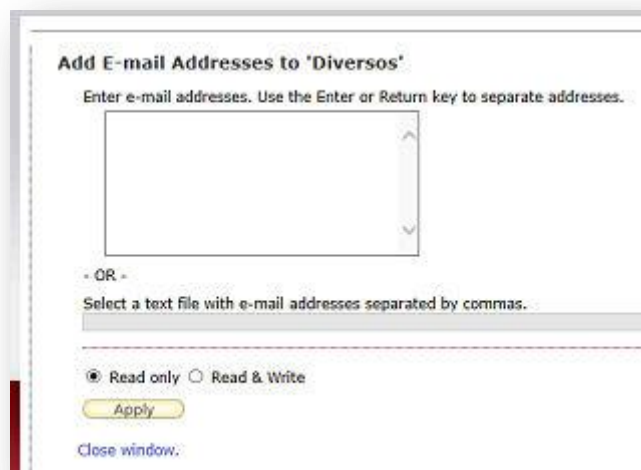 Add E-mail Addresses to 'Diversos'
Enter e-mail addresses. Use the Enter or Return key to separate addresses.
- OR -
Select a text file with e-mail addresses separated by commas.
Read only Read & Write
Apply
Close window.